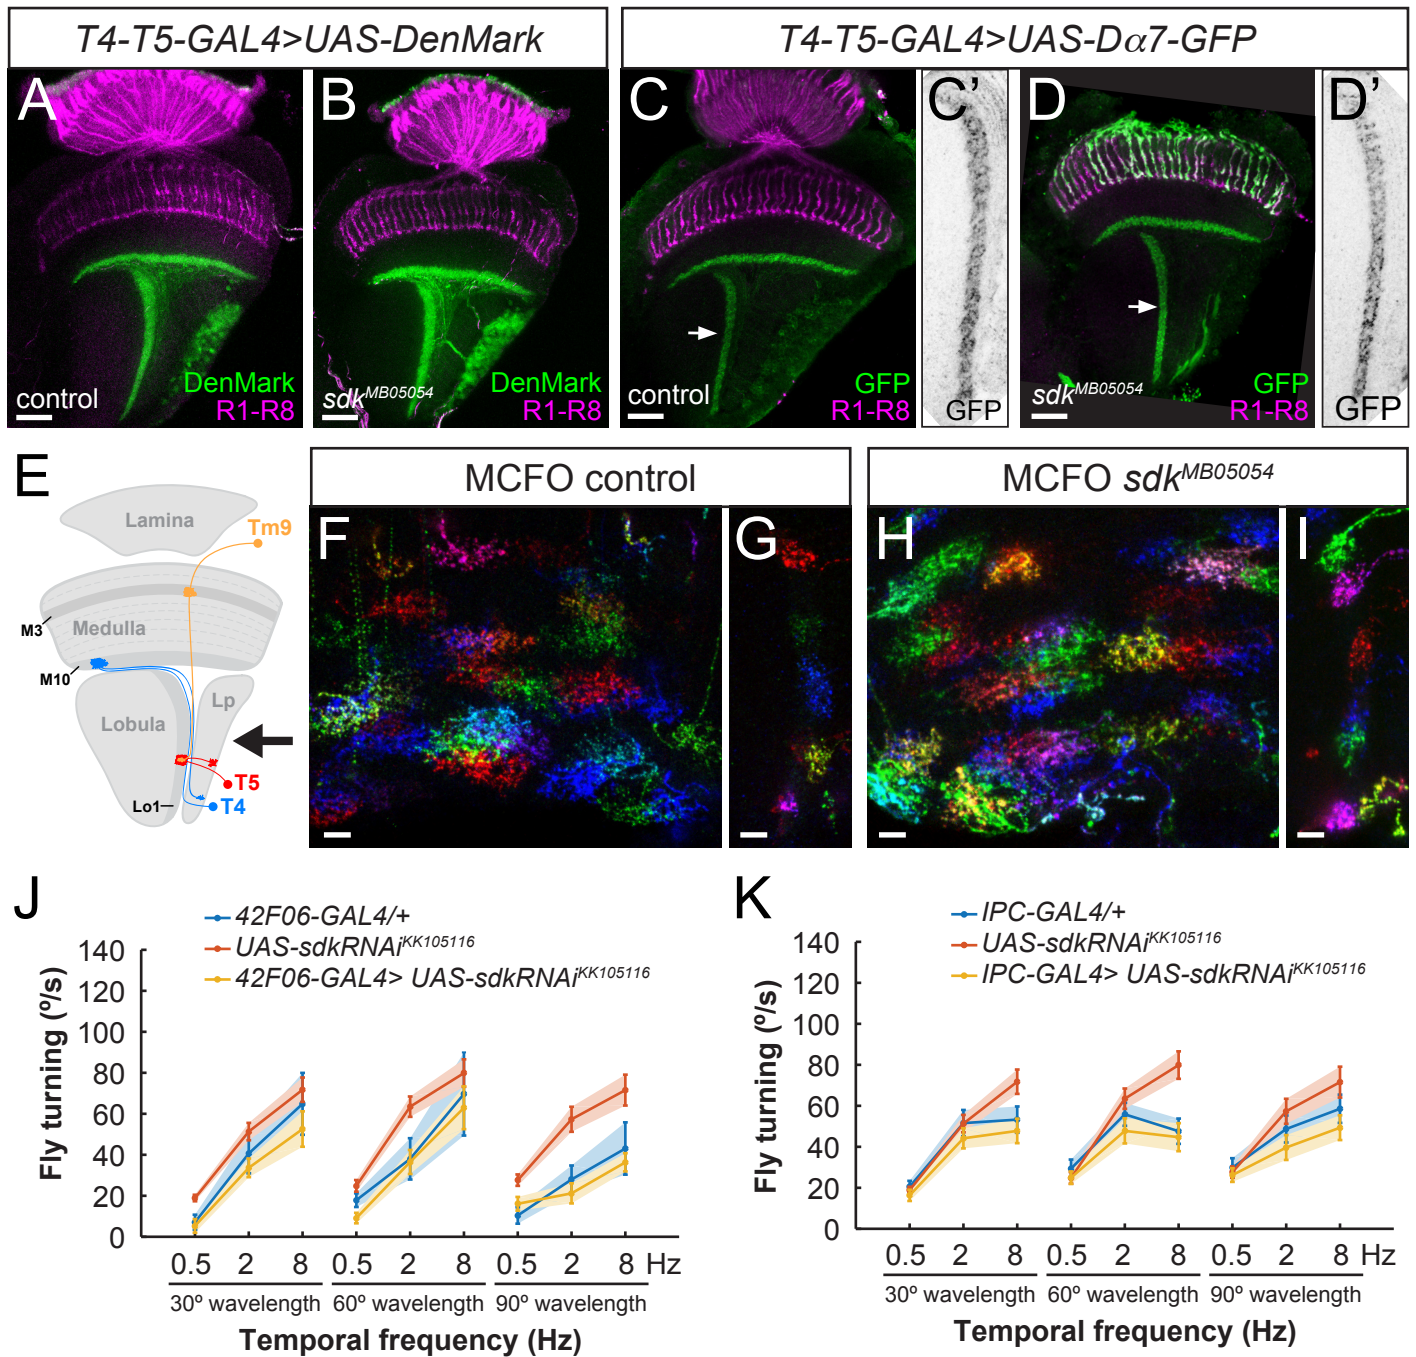 T4-T5-GAL4>UAS-DenMark
T4-T5-GAL4>UAS-Dα7-GFP
A
control
DenMark
R1-R8
B
sdkMB05054
DenMark
R1-R8
C
control
GFP
R1-R8
C’
GFP
D
sdkMB05054
GFP
R1-R8
D’
GFP
E
Lamina
Tm9
M3
Medulla
M10
Lobula
Lp
T5
T4
Lo1
MCFO control
F
G
MCFO sdkMB05054
H
I
J
42F06-GAL4/+
UAS-sdkRNAiKK105116
42F06-GAL4> UAS-sdkRNAiKK105116
Fly turning (º/s)
140
120
100
80
60
40
20
0
0.5 2 8 0.5 2 8 0.5 2 8 Hz
30º wavelength 60º wavelength 90º wavelength
Temporal frequency (Hz)
K
IPC-GAL4/+
UAS-sdkRNAiKK105116
IPC-GAL4> UAS-sdkRNAiKK105116
Fly turning (º/s)
140
120
100
80
60
40
20
0
0.5 2 8 0.5 2 8 0.5 2 8 Hz
30º wavelength 60º wavelength 90º wavelength
Temporal frequency (Hz)